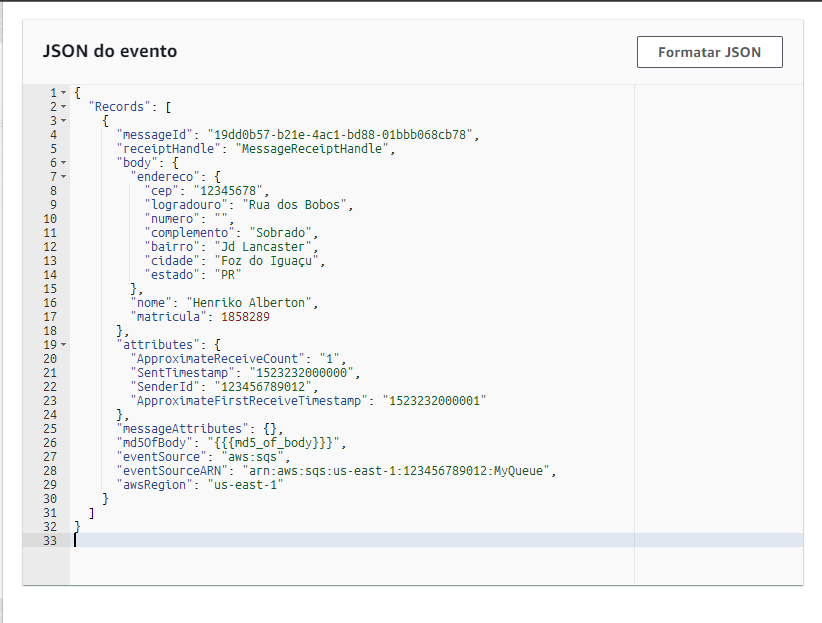 JSON do evento
Formatar JSON
1 {
2 "Records": [
3 {
4 "messageId": "19dd0b57-b21e-4ac1-bd88-01bbb068cb78",
5 "receiptHandle": "MessageReceiptHandle",
6 "body": {
7 "endereco": {
8 "cep": "12345678",
9 "logradouro": "Rua dos Bobos",
10 "numero": "",
11 "complemento": "Sobrado",
12 "bairro": "Jd Lancaster",
13 "cidade": "Foz do Iguaçu",
14 "estado": "PR"
15 },
16 "nome": "Henriko Alberton",
17 "matricula": 1858289
18 },
19 "attributes": {
20 "ApproximateReceiveCount": "1",
21 "SentTimestamp": "1523232000000",
22 "SenderId": "123456789012",
23 "ApproximateFirstReceiveTimestamp": "1523232000001"
24 },
25 "messageAttributes": {},
26 "md5OfBody": "{{{md5_of_body}}}",
27 "eventSource": "aws:sqs",
28 "eventSourceARN": "arn:aws:sqs:us-east-1:123456789012:MyQueue",
29 "awsRegion": "us-east-1"
30 }
31 ]
32 }
33